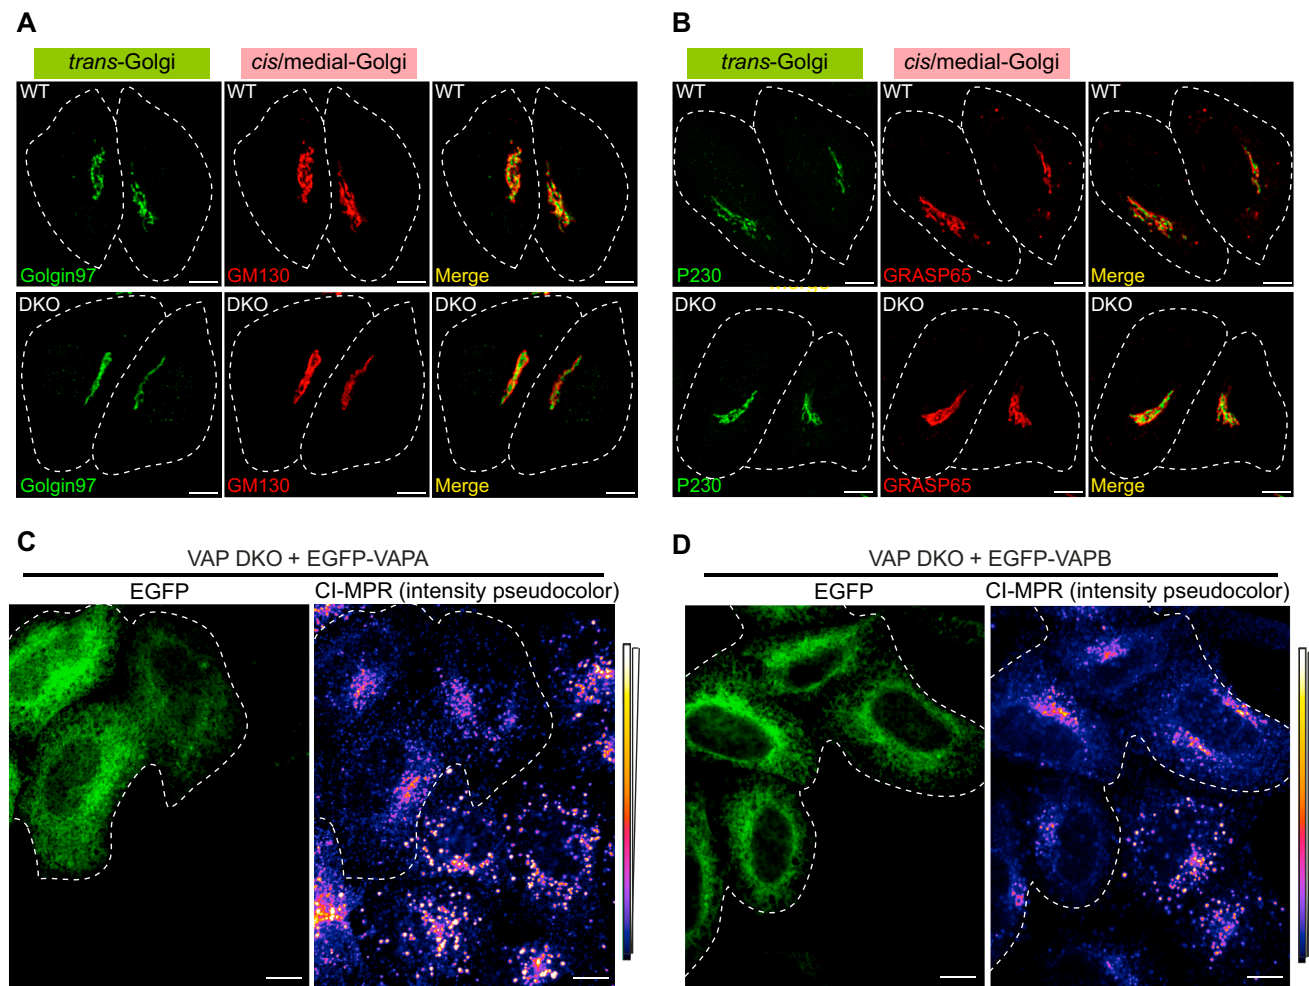 A
B
trans-Golgi
cis/medial-Golgi
trans-Golgi
cis/medial-Golgi
WT
WT
WT
WT
WT
WT
Golgin97
GM130
Merge
P230
GRASP65
Merge
DKO
DKO
DKO
DKO
DKO
DKO
Golgin97
GM130
Merge
P230
GRASP65
Merge
C
D
VAP DKO + EGFP-VAPA
VAP DKO + EGFP-VAPB
EGFP
CI-MPR (intensity pseudocolor)
EGFP
CI-MPR (intensity pseudocolor)